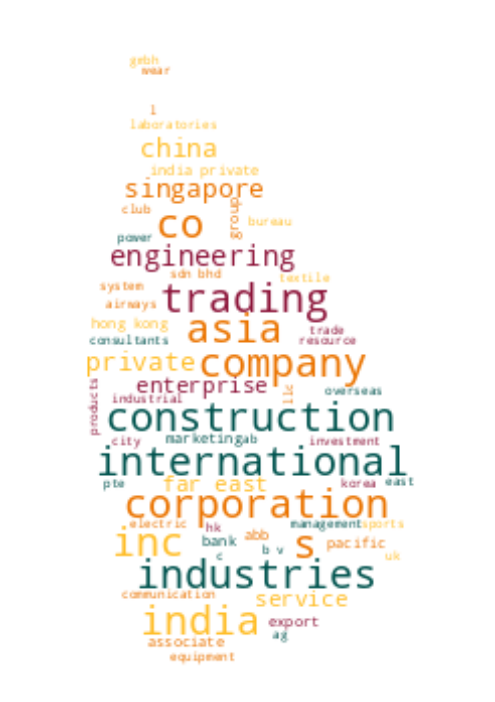 gmbh
wear
l
laboratories
china
india private
singapore
club
group
co
bureau
power
engineering
sdn bhd
textile
system
trading
airways
asia
hong kong
trade
consultants
resource
private
company
enterprise
overseas
llc
products
industrial
construction
marketing
ab
city
investment
international
pte
far east
korea
east
corporation
electric
hk
management
sports
inc
bank
abb
s
pacific
c
b v
uk
industries
communication
service
india
export
ag
associate
equipment